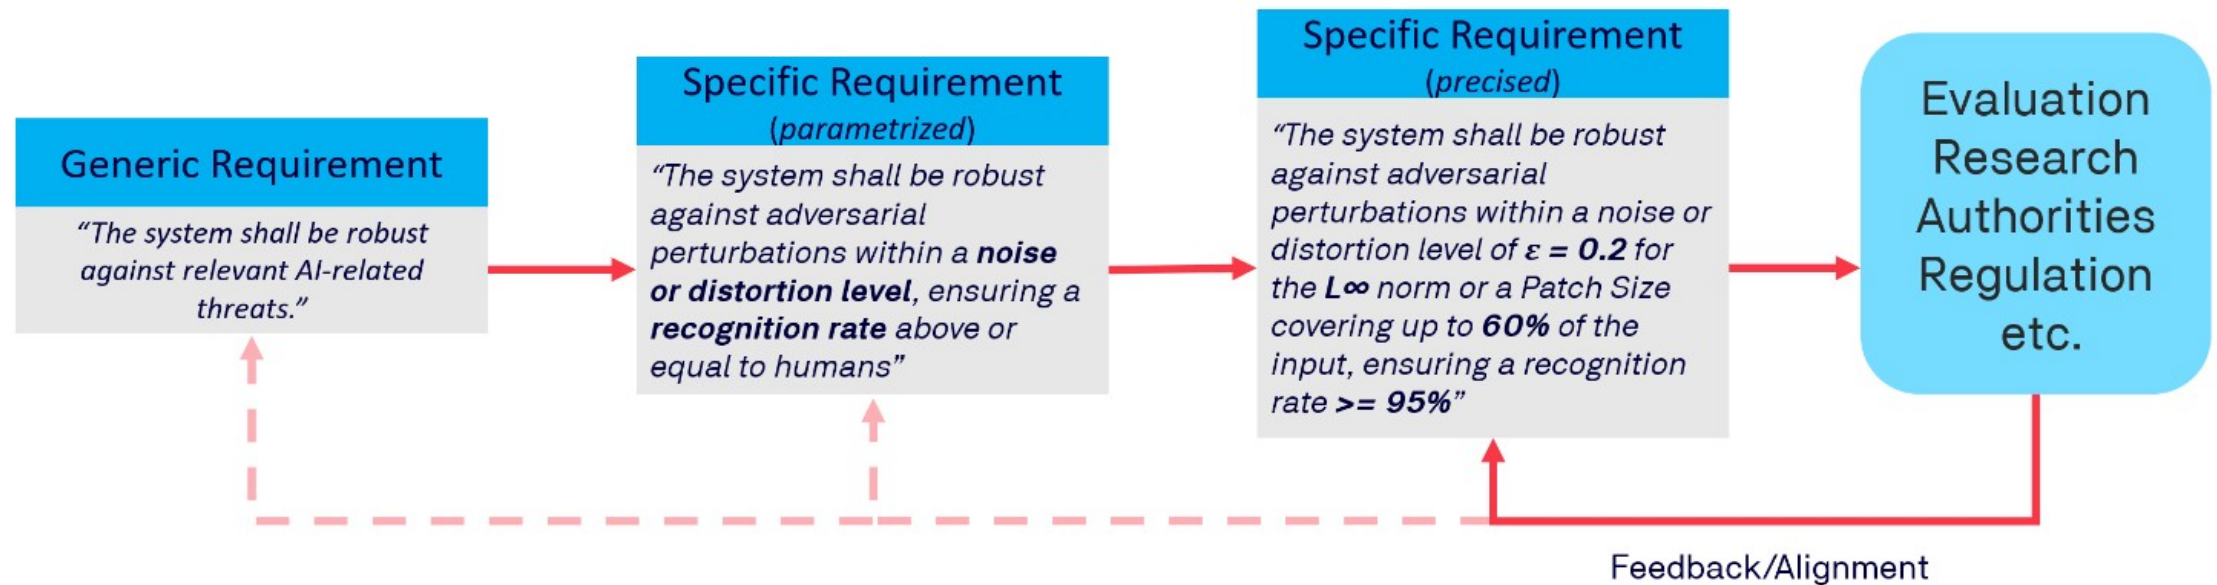 Generic Requirement
“The system shall be robust
against relevant AI-related
threats.”
Specific Requirement
(parametrized)
“The system shall be robust
against adversarial
perturbations within a noise
or distortion level, ensuring a
recognition rate above or
equal to humans”
Specific Requirement
(precised)
“The system shall be robust
against adversarial
perturbations within a noise or
distortion level of ε = 0.2 for
the L∞ norm or a Patch Size
covering up to 60% of the
input, ensuring a recognition
rate >= 95%”
Evaluation
Research
Authorities
Regulation
etc.
Feedback/Alignment